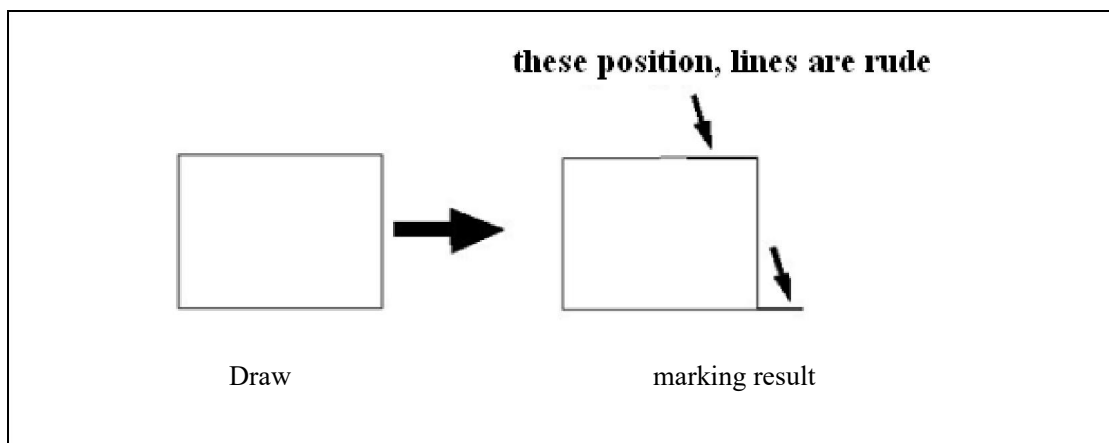 these position, lines are rude
Draw
marking result